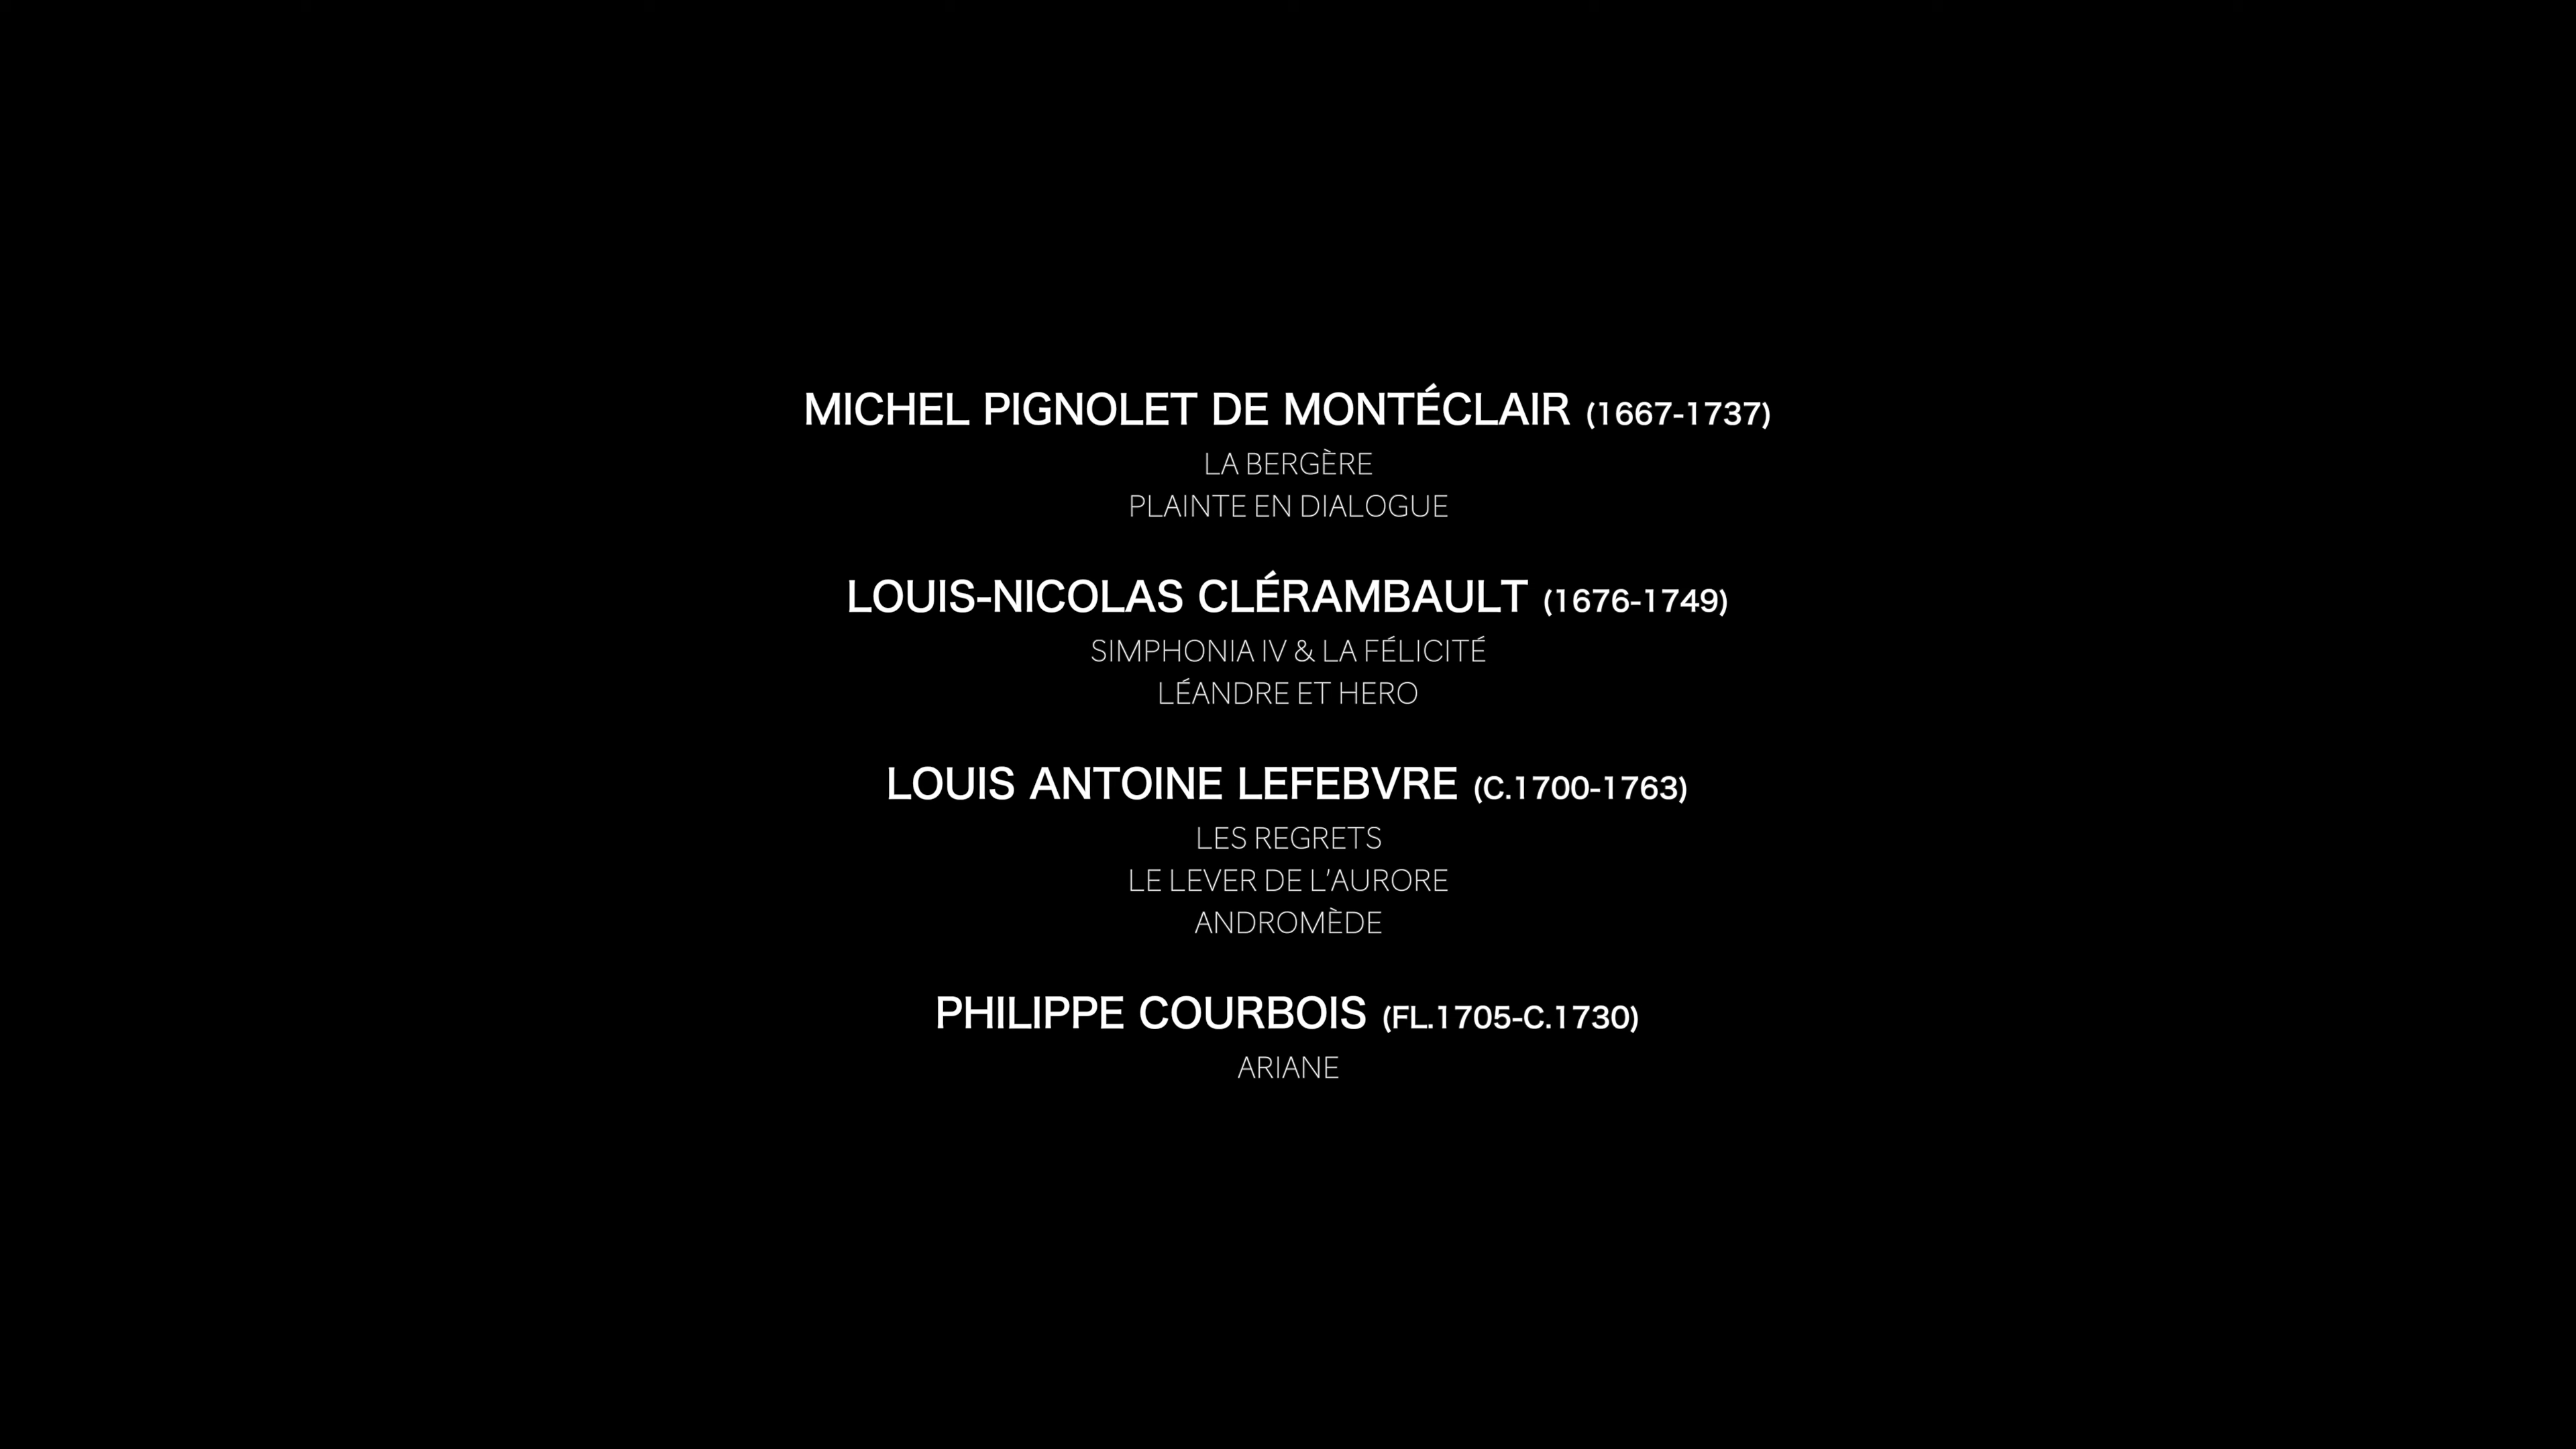 MICHEL PIGNOLET DE MONTÉCLAIR (1667-1737)
LA BERGÈRE
PLAINTE EN DIALOGUE
LOUIS-NICOLAS CLÉRAMBAULT (1676-1749)
SIMPHONIA IV & LA FÉLICITÉ
LÉANDRE ET HERO
LOUIS ANTOINE LEFEBVRE (C.1700-1763)
LES REGRETS
LE LEVER DE L’AURORE
ANDROMÈDE
PHILIPPE COURBOIS (FL.1705-C.1730)
ARIANE